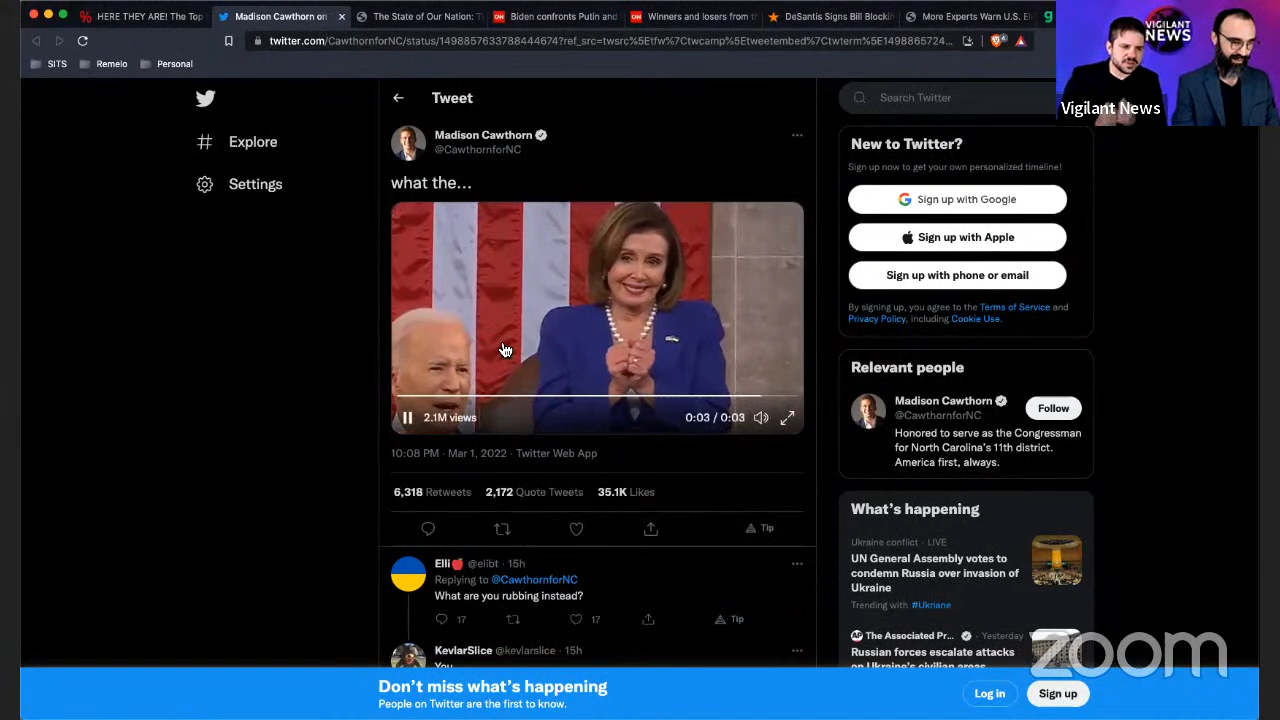 HERE THEY ARE! The Top
Madison Cawthorn on
The State of Our Nation: T
Biden confronts Putin and
Winners and losers from t
DeSantis Signs Bill Blockin
More Experts Warn U.S. El
twitter.com/CawthornforNC/status/1498857633788444674?ref_src=twsrc%5Etfw%7Ctwcamp%5Etweetembed%7Ctwterm%5E1498865724...
SITS
Remeio
Personal
VIGILANT
NEWS
Vigilant News
Tweet
Search Twitter
Explore
Settings
Madison Cawthorn
@CawthornforNC
what the...
2.1M views
0:03 / 0:03
10:08 PM · Mar 1, 2022 · Twitter Web App
6,318 Retweets 2,172 Quote Tweets 35.1K Likes
Tip
Elli @elibt · 15h
Replying to @CawthornforNC
What are you rubbing instead?
17
17
Tip
KevlarSlice @kevlarslice · 15h
You
New to Twitter?
Sign up now to get your own personalized timeline!
Sign up with Google
Sign up with Apple
Sign up with phone or email
By signing up, you agree to the Terms of Service and
Privacy Policy, including Cookie Use.
Relevant people
Madison Cawthorn
@CawthornforNC
Follow
Honored to serve as the Congressman
for North Carolina's 11th district.
America first, always.
What's happening
Ukraine conflict · LIVE
UN General Assembly votes to
condemn Russia over invasion of
Ukraine
Trending with #Ukriane
AP The Associated Pr... · Yesterday
Russian forces escalate attacks
on Ukraine's civilian areas
zoom
Don't miss what's happening
People on Twitter are the first to know.
Log in
Sign up